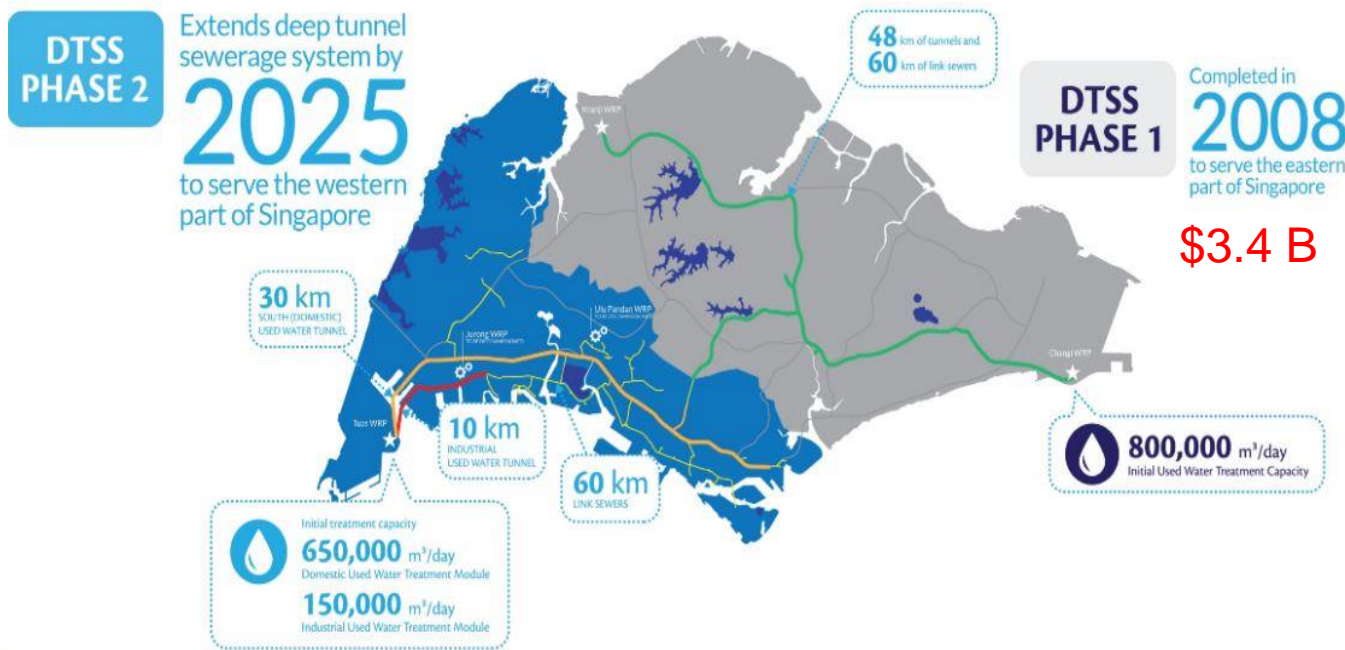 DTSS
PHASE 2
Extends deep tunnel
sewerage system by
2025
to serve the western
part of Singapore
48 km of tunnels and
60 km of link sewers
DTSS
PHASE 1
Completed in
2008
to serve the eastern
part of Singapore
$3.4 B
Kranji WRP
30 km
SOUTH (DOMESTIC)
USED WATER TUNNEL
Jurong WRP
Ulu Pandan WRP
Changi WRP
Tuas WRP
10 km
INDUSTRIAL
USED WATER TUNNEL
60 km
LINK SEWERS
800,000 m³/day
Initial Used Water Treatment Capacity
Initial treatment capacity
650,000 m³/day
Domestic Used Water Treatment Module
150,000 m³/day
Industrial Used Water Treatment Module